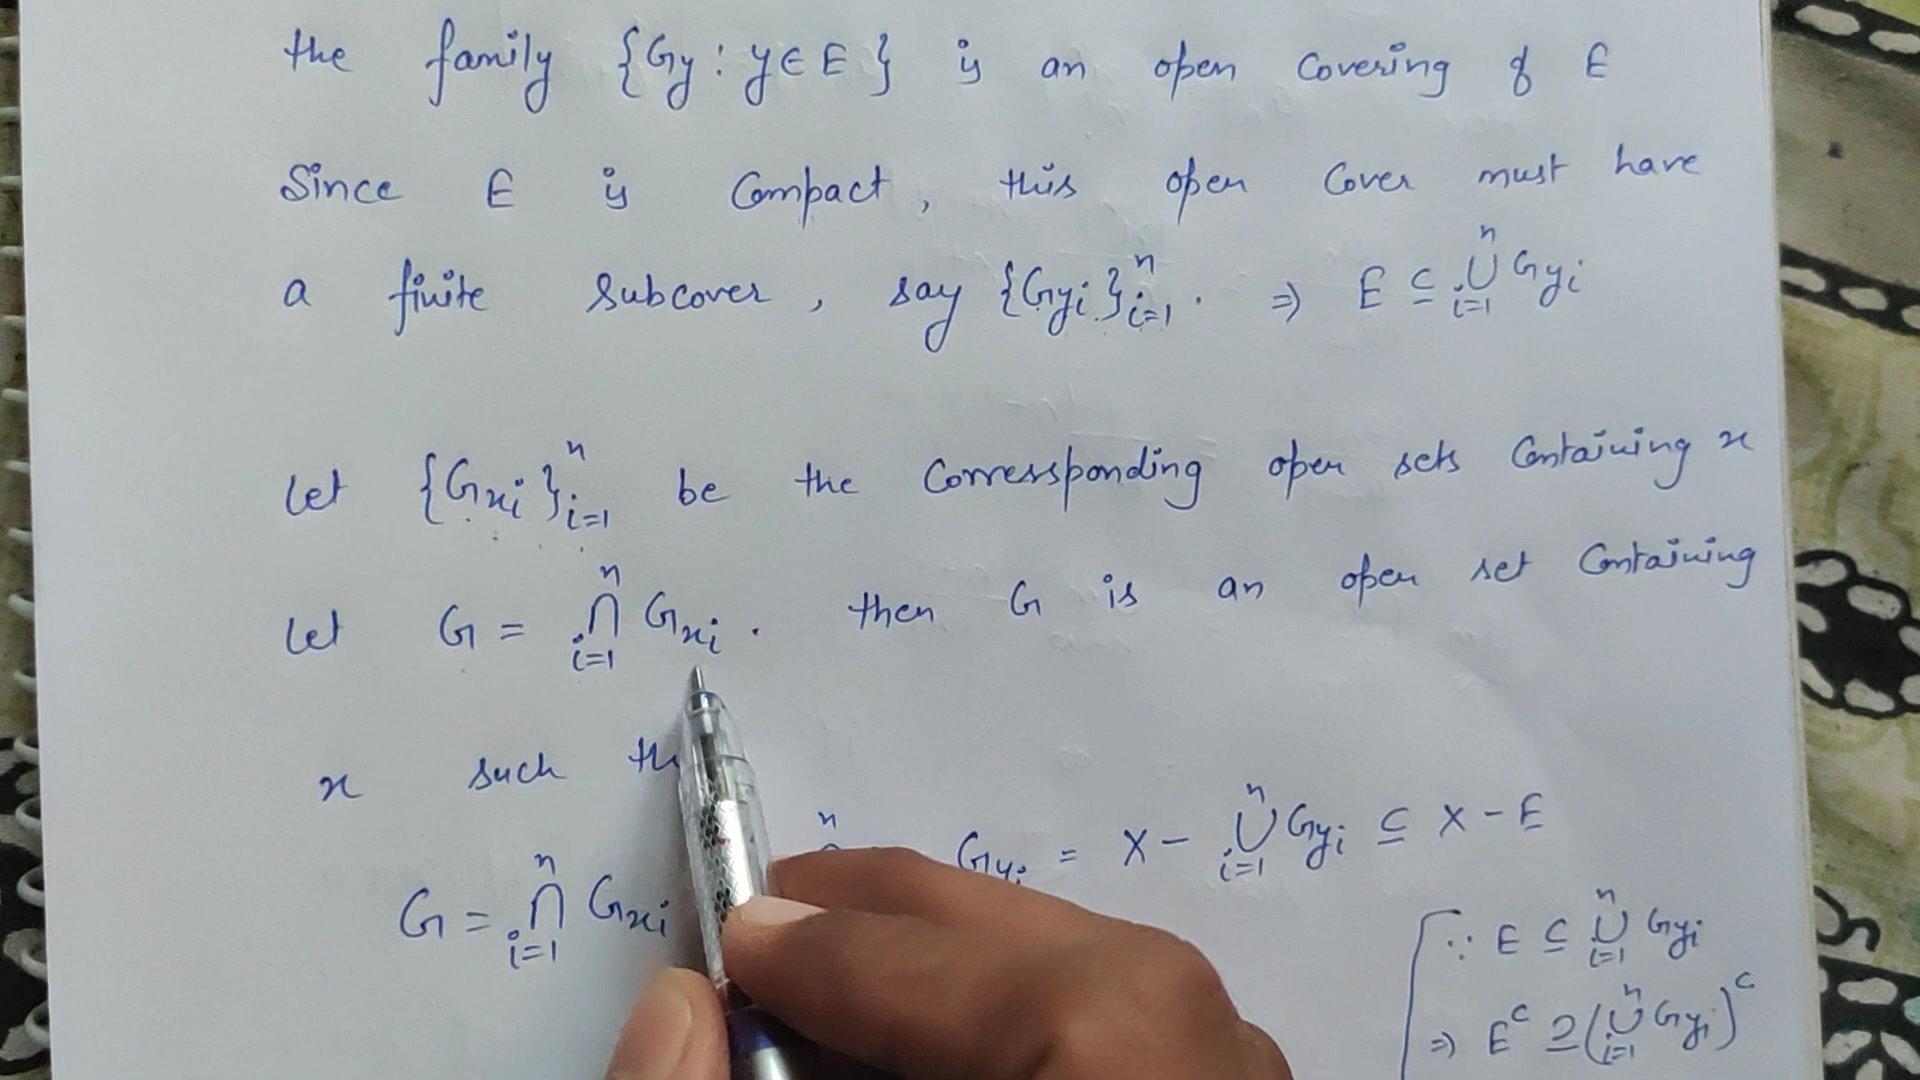 the family {Gy : y∈E} is an open covering of E
Since E is Compact, this open cover must have
a finite subcover, say {Gyi}ⁿi=1 . ⇒ E ⊆ ⁿ∪i=1 Gyi
Let {Gxi}ⁿi=1 be the Corressponding open sets Containing x
Let G = ⁿ∩i=1 Gxi . then G is an open set Containing
x such
G = ⁿ∩i=1 Gxi n Gyi = X - ⁿ∪i=1 Gyi ⊆ X - E
∵ E ⊆ ⁿ∪i=1 Gyi
⇒ Eᶜ ⊇ (ⁿ∪i=1 Gyi)ᶜ